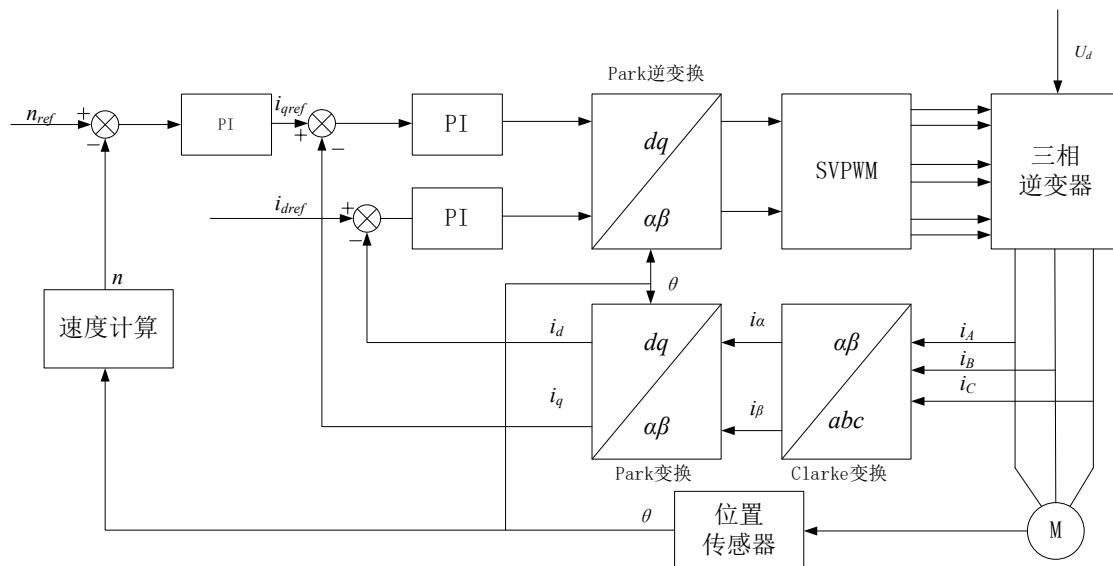 U_d
Park逆变换
n_ref
+
−
PI
i_qref
+
−
PI
dq
αβ
SVPWM
三相
逆变器
i_dref
+
−
PI
θ
n
速度计算
i_d
i_q
dq
αβ
Park变换
i_α
i_β
αβ
abc
Clarke变换
i_A
i_B
i_C
θ
位置
传感器
M